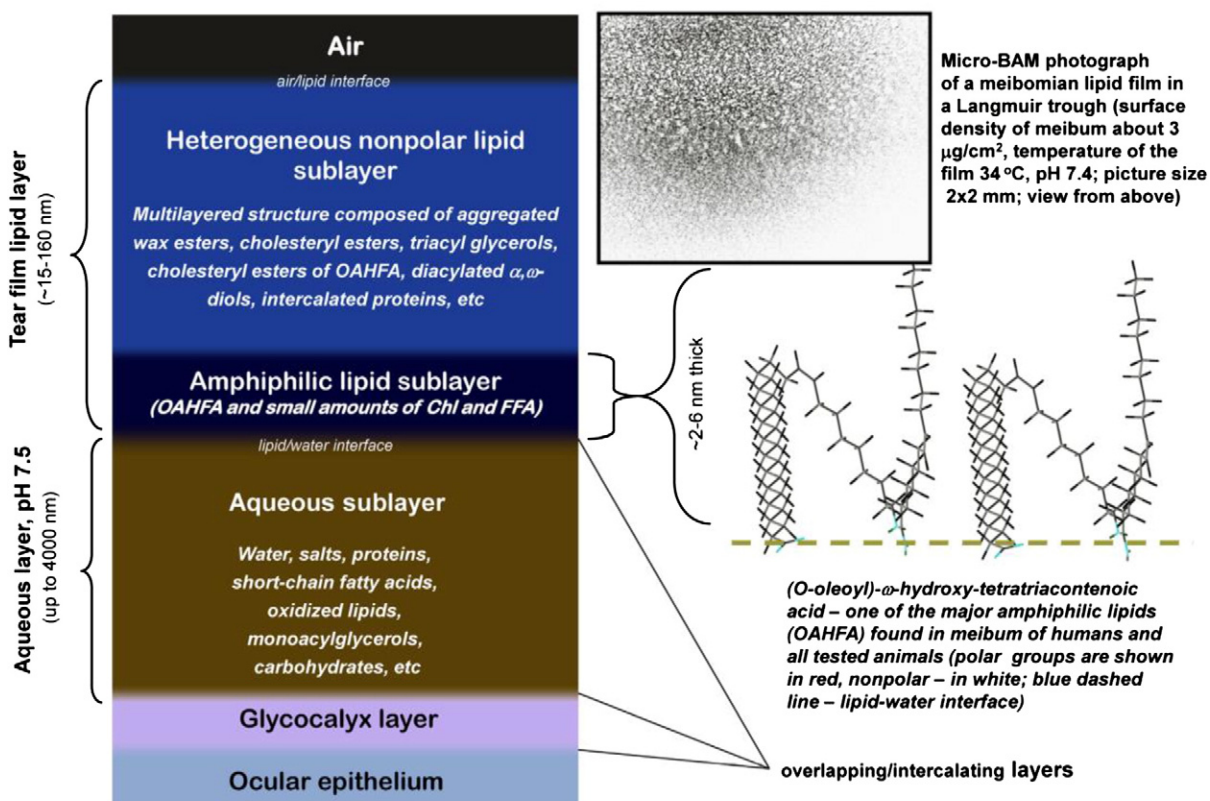 Air
air/lipid interface
Heterogeneous nonpolar lipid
sublayer
Multilayered structure composed of aggregated
wax esters, cholesteryl esters, triacyl glycerols,
cholesteryl esters of OAHFA, diacylated α,ω-
diols, intercalated proteins, etc
Amphiphilic lipid sublayer
(OAHFA and small amounts of Chl and FFA)
lipid/water interface
Aqueous sublayer
Water, salts, proteins,
short-chain fatty acids,
oxidized lipids,
monoacylglycerols,
carbohydrates, etc
Glycocalyx layer
Ocular epithelium
Tear film lipid layer
(~15-160 nm)
Aqueous layer, pH 7.5
(up to 4000 nm)
Micro-BAM photograph
of a meibomian lipid film in
a Langmuir trough (surface
density of meibum about 3
μg/cm², temperature of the
film 34 °C, pH 7.4; picture size
2x2 mm; view from above)
~2-6 nm thick
(O-oleoyl)-ω-hydroxy-tetratriacontenoic
acid – one of the major amphiphilic lipids
(OAHFA) found in meibum of humans and
all tested animals (polar groups are shown
in red, nonpolar – in white; blue dashed
line – lipid-water interface)
overlapping/intercalating layers